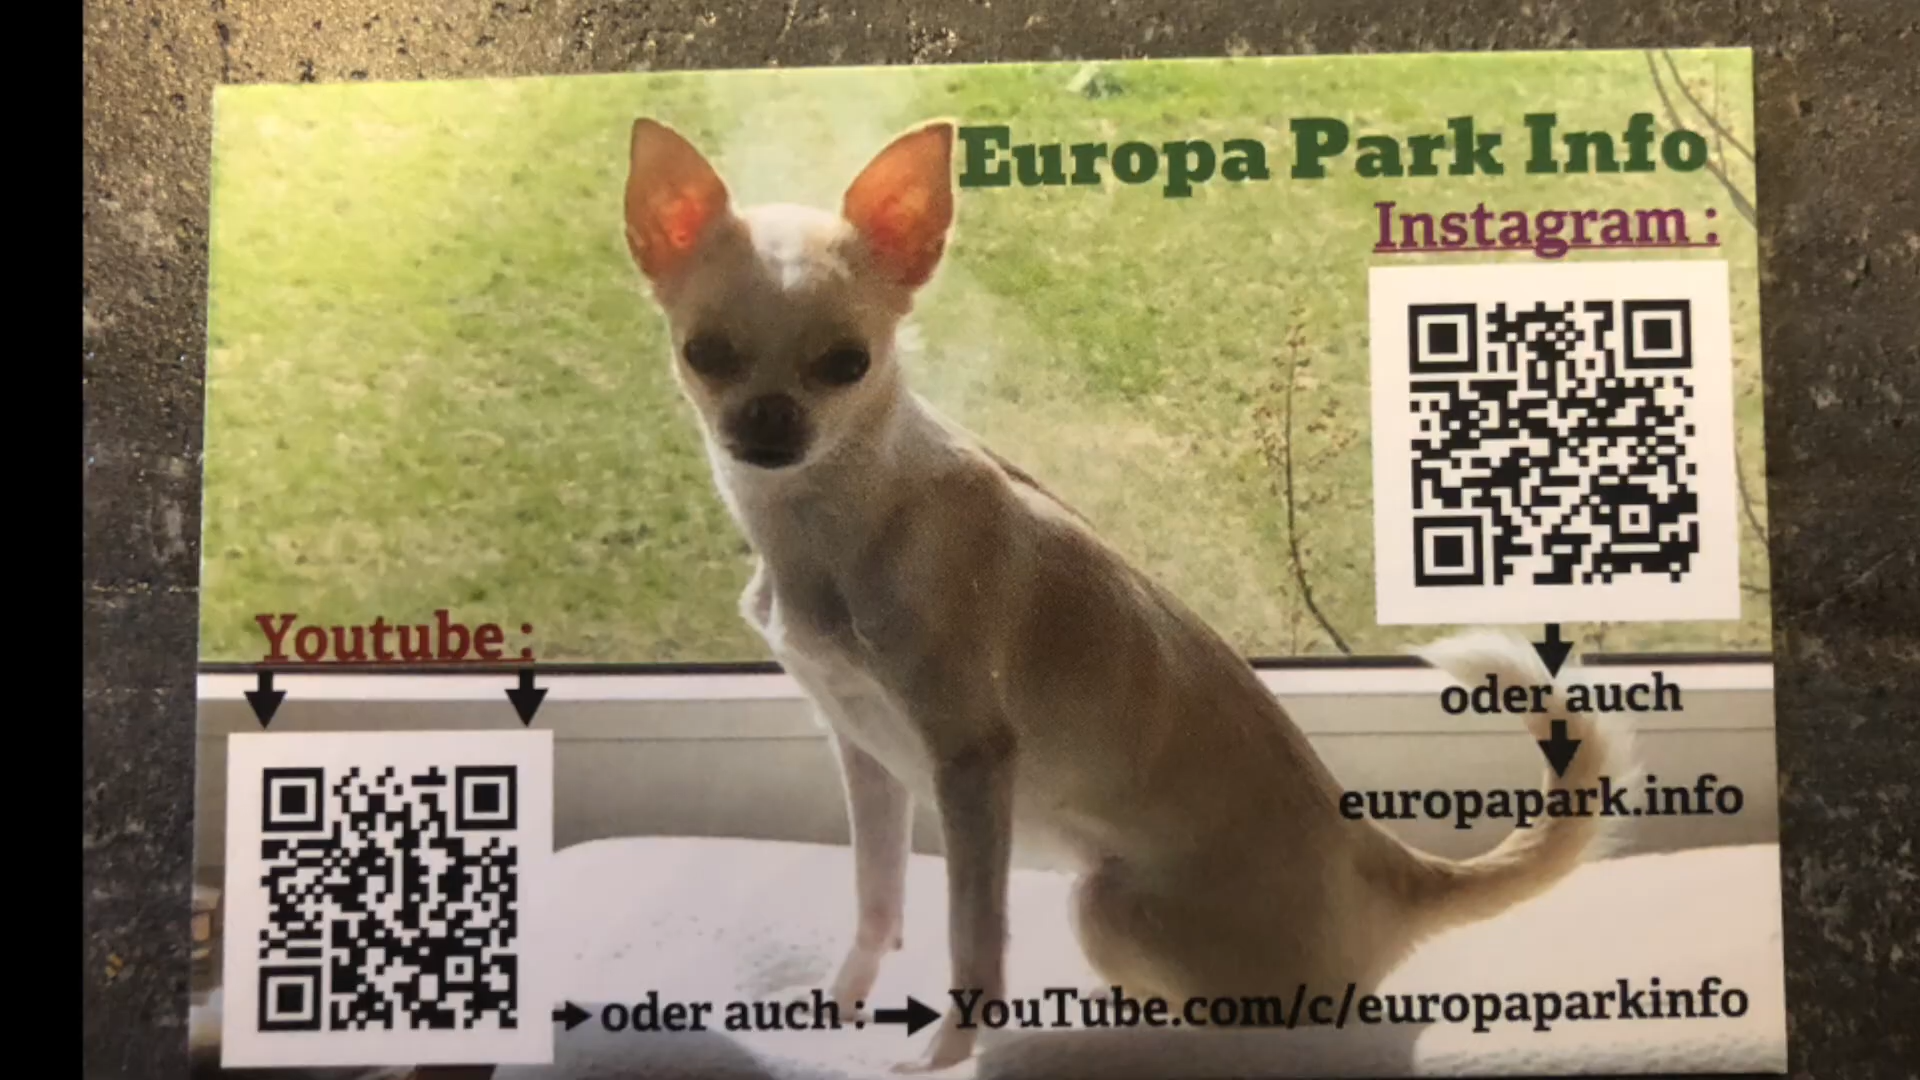 Europa Park Info
Instagram :
oder auch
europapark.info
Youtube :
oder auch : YouTube.com/c/europaparkinfo